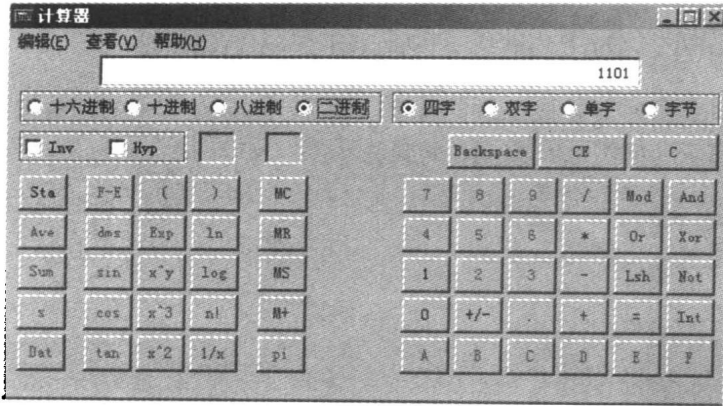 计算器
编辑(E) 查看(V) 帮助(H)
1101
十六进制 十进制 八进制 二进制 四字 双字 单字 字节
Inv Hyp Backspace CE C
Sta F-E ( ) MC 7 8 9 / Mod And
Ave dms Exp ln MR 4 5 6 * Or Xor
Sum sin x^y log MS 1 2 3 - Lsh Not
s cos x^3 n! M+ 0 +/- . + = Int
Dat tan x^2 1/x pi A B C D E F